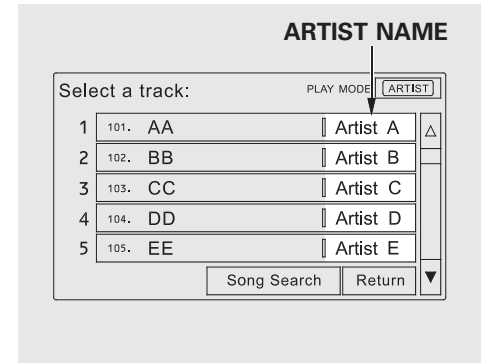 ARTIST NAME
Select a track: PLAY MODE ARTIST
1 101. AA Artist A
2 102. BB Artist B
3 103. CC Artist C
4 104. DD Artist D
5 105. EE Artist E
Song Search Return